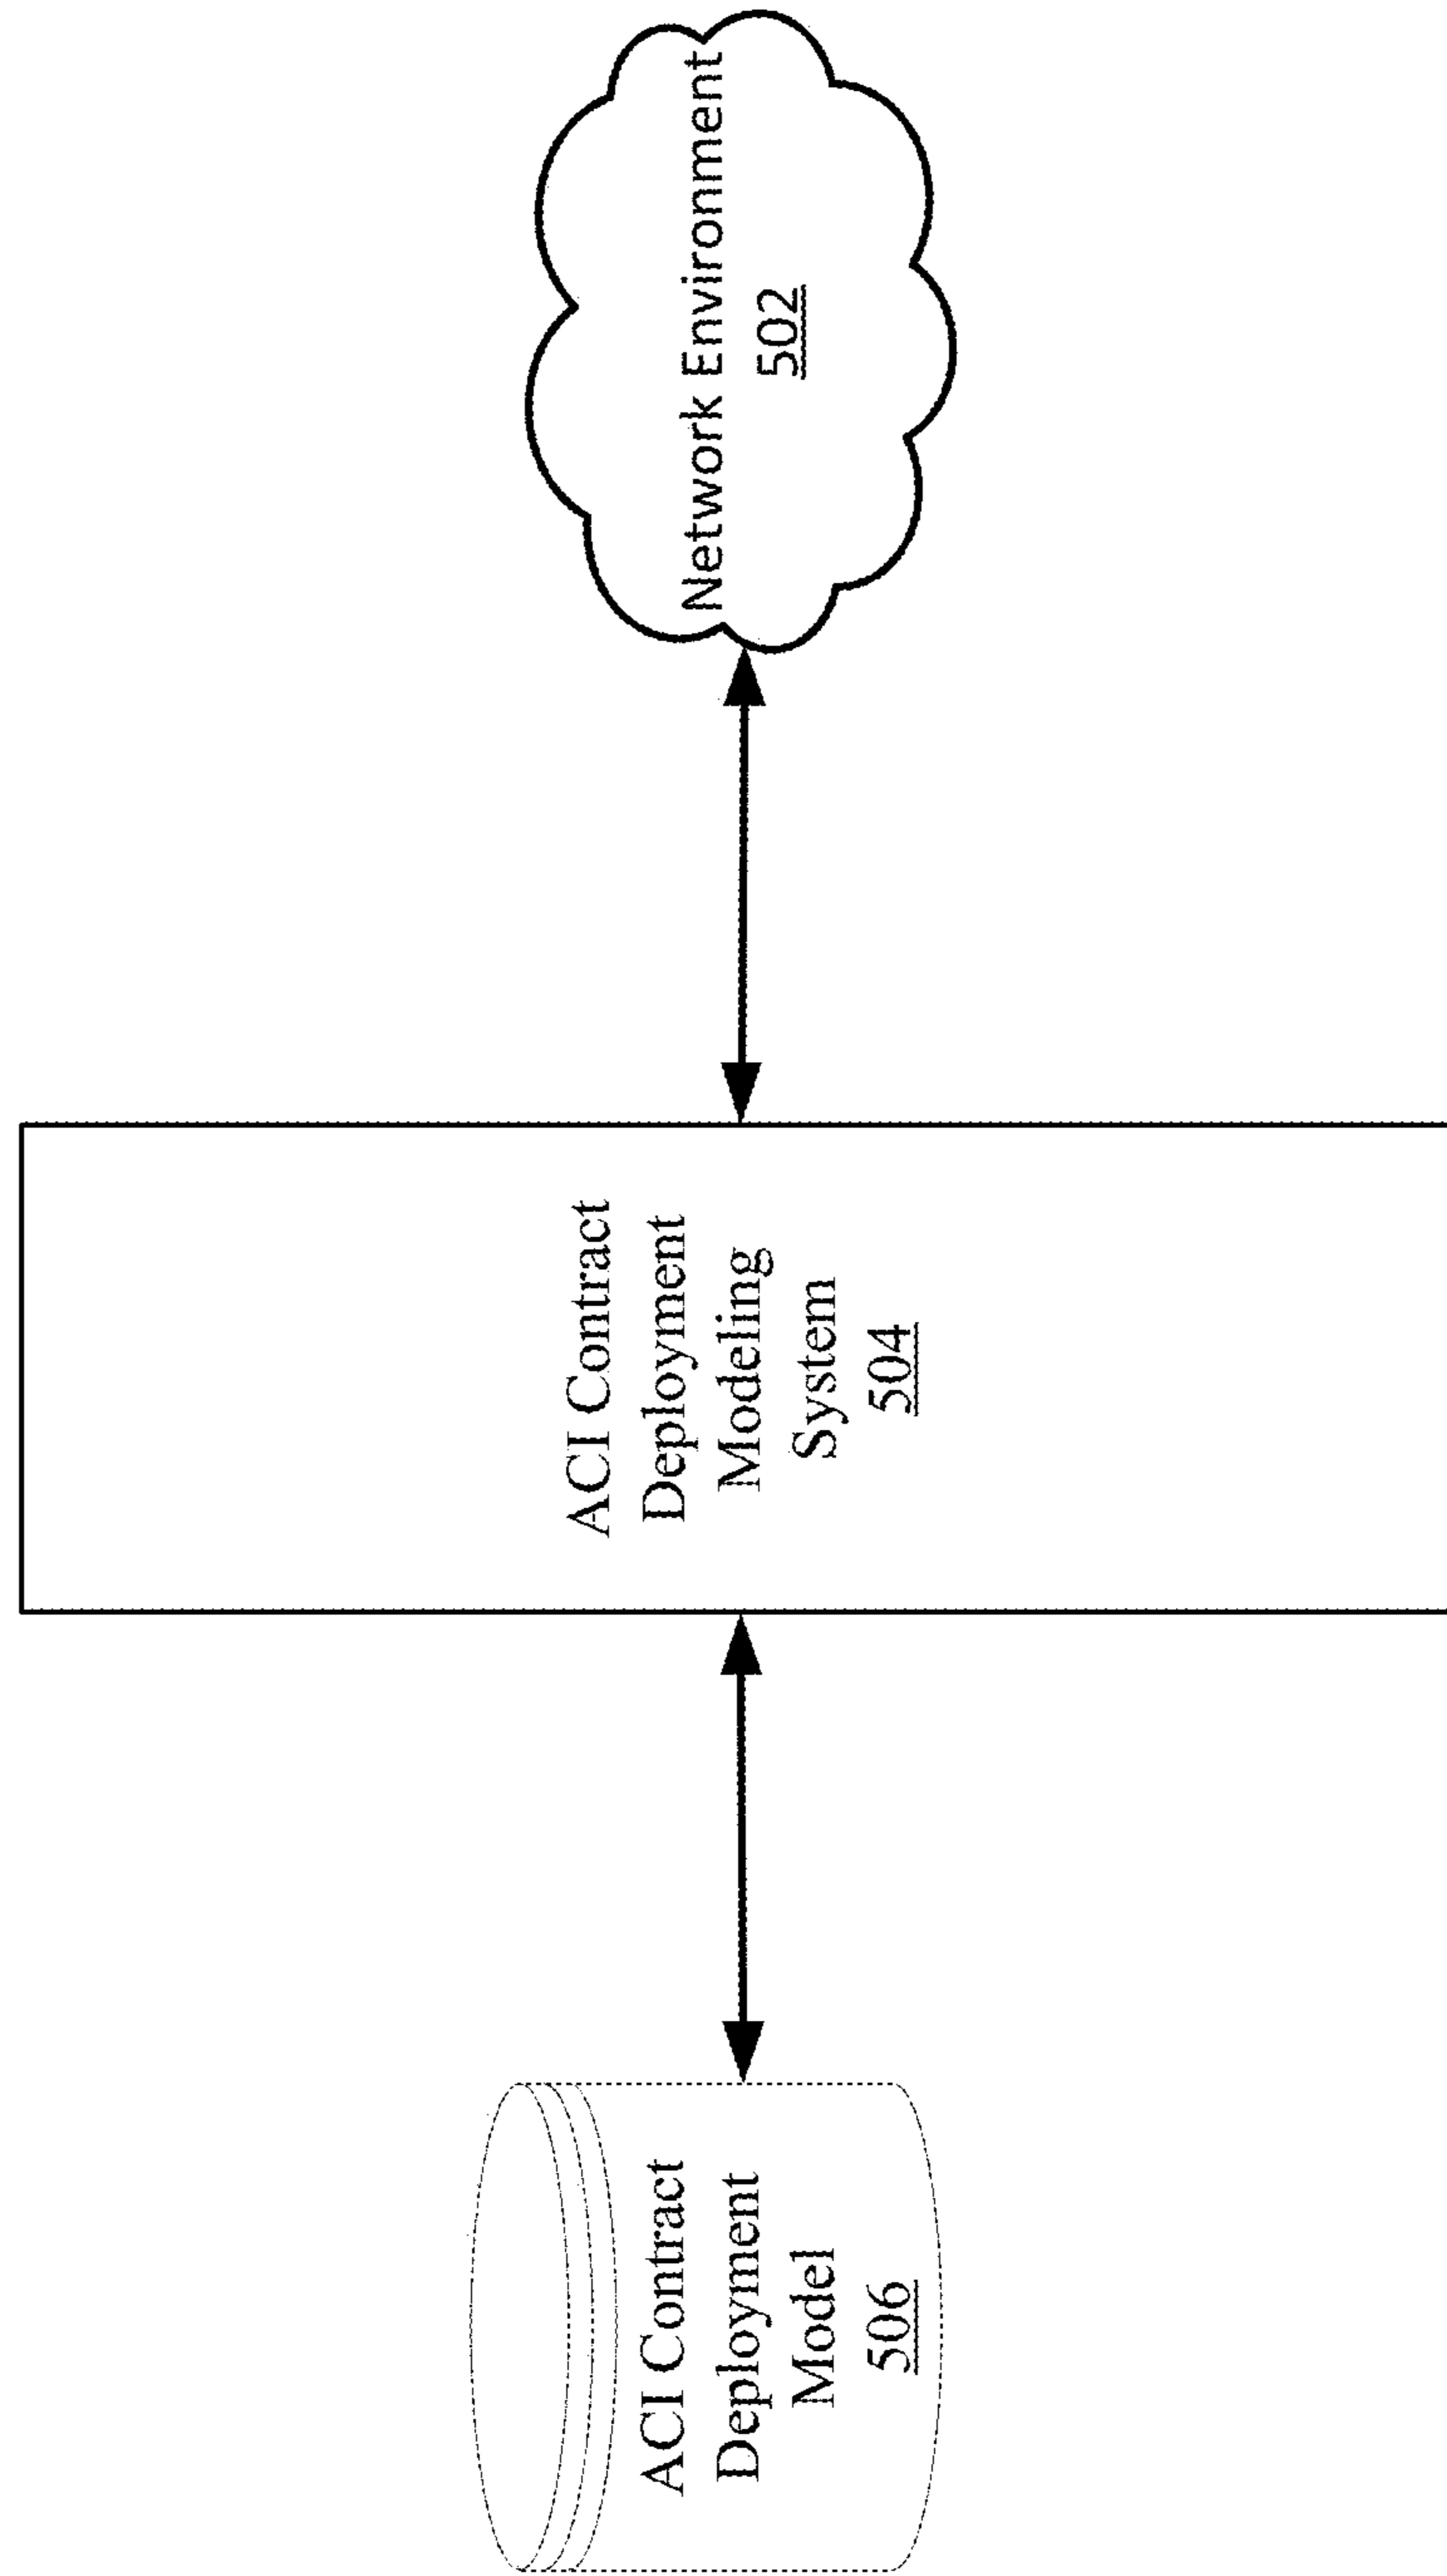 ACI Contract
Deployment
Model
506
ACI Contract
Deployment
Modeling
System
504
Network Environment
502